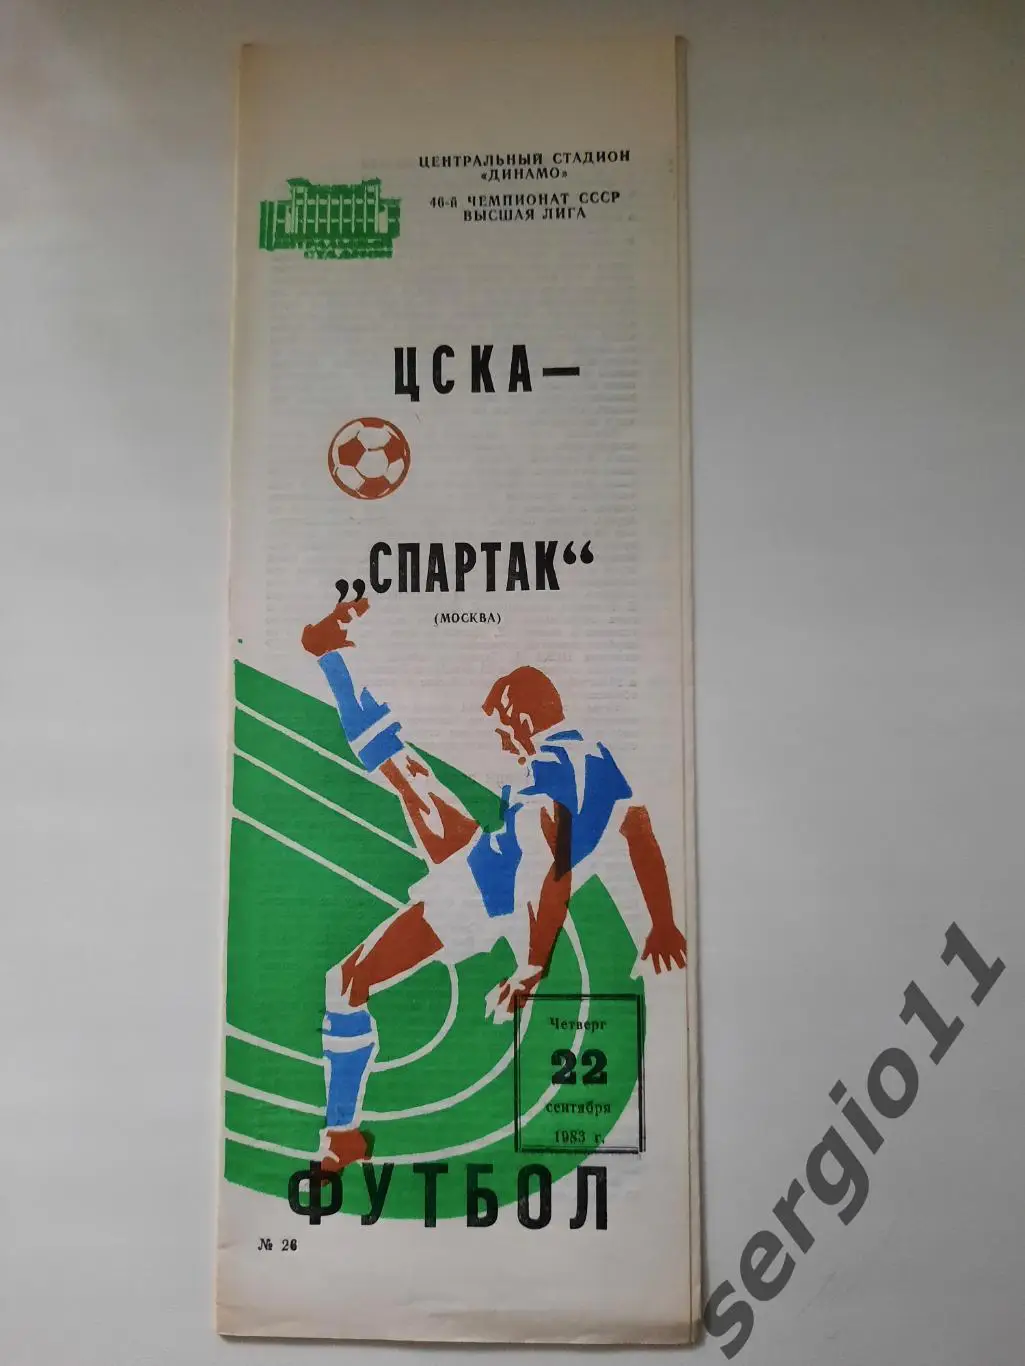 ЦЕНТРАЛЬНЫЙ СТАДИОН
«ДИНАМО»
46-й ЧЕМПИОНАТ СССР
ВЫСШАЯ ЛИГА
ЦСКА—
„СПАРТАК“
(МОСКВА)
Четверг
22
сентября
1983 г.
ФУТБОЛ
№ 26
sergio11